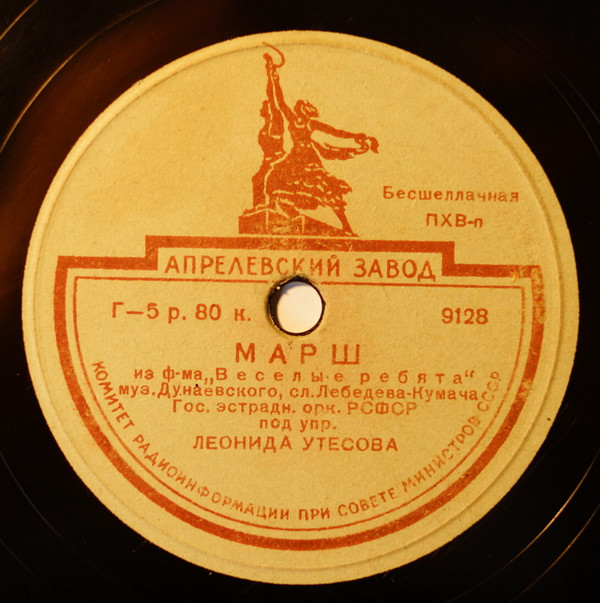 Бесшеллачная
ПХВ-п
АПРЕЛЕВСКИЙ ЗАВОД
Г—5 р. 80 к.
9128
МАРШ
из ф-ма „Веселые ребята"
муз. Дунаевского, сл. Лебедева-Кумача
Гос. эстрадн. орк. РСФСР
под упр.
ЛЕОНИДА УТЕСОВА
КОМИТЕТ РАДИОИНФОРМАЦИИ ПРИ СОВЕТЕ МИНИСТРОВ СССР